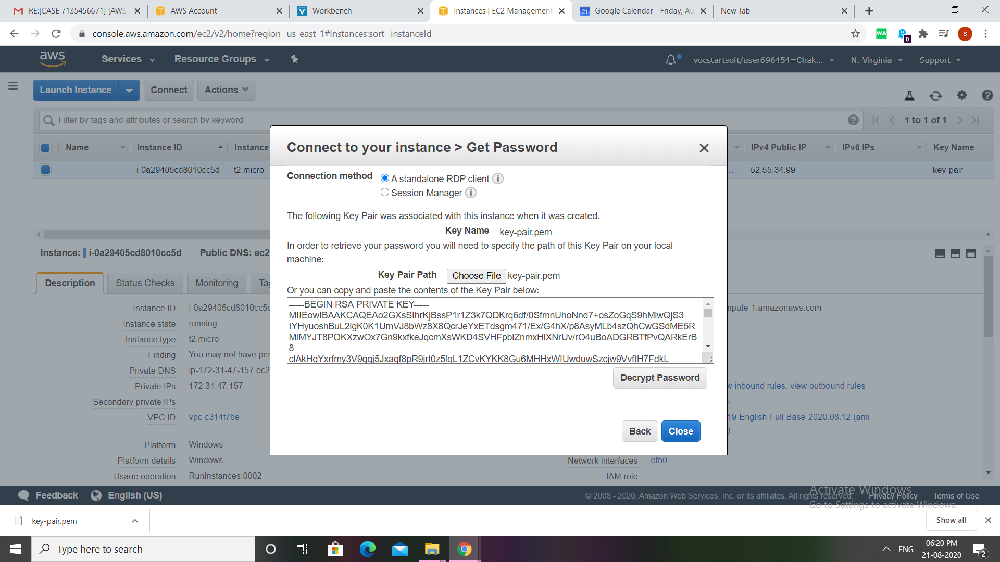 RE:[CASE 7135456671] [AWS
AWS Account
Workbench
Instances | EC2 Management
21
Google Calendar - Friday, Au
New Tab
console.aws.amazon.com/ec2/v2/home?region=us-east-1#Instances:sort=instanceId
WA
0
s
aws
Services
Resource Groups
vocstartsoft/user696454=Chak...
N. Virginia
Support
Launch Instance
Connect
Actions
Filter by tags and attributes or search by keyword
1 to 1 of 1
Name
Instance ID
Instance
IPv4 Public IP
IPv6 IPs
Key Name
i-0a29405cd8010cc5d
t2.micro
52.55.34.99
-
key-pair
Connect to your instance > Get Password
Connection method
A standalone RDP client
Session Manager
The following Key Pair was associated with this instance when it was created.
Key Name
key-pair.pem
In order to retrieve your password you will need to specify the path of this Key Pair on your local
machine:
Key Pair Path
Choose File
key-pair.pem
Or you can copy and paste the contents of the Key Pair below:
-----BEGIN RSA PRIVATE KEY-----
Decrypt Password
Back
Close
Instance:
i-0a29405cd8010cc5d
Public DNS: ec2
Description
Status Checks
Monitoring
Instance ID
i-0a29405cd8010cc5d
mpute-1.amazonaws.com
Instance state
running
Instance type
t2.micro
Finding
You may not have per
Private DNS
ip-172-31-47-157.ec2
Private IPs
172.31.47.157
inbound rules. view outbound rules
Secondary private IPs
VPC ID
vpc-c314f7be
19-English-Full-Base-2020.08.12 (ami-
Platform
Windows
Platform details
Windows
Network interfaces
eth0
Usage operation
RunInstances:0002
IAM role
-
Feedback
English (US)
© 2008 - 2020, Amazon Web Services, Inc. or its affiliates. All rights reserved.
Privacy Policy
Terms of Use
Activate Windows
Go to Settings to activate Windows.
key-pair.pem
Show all
Type here to search
ENG
06:20 PM
21-08-2020
2